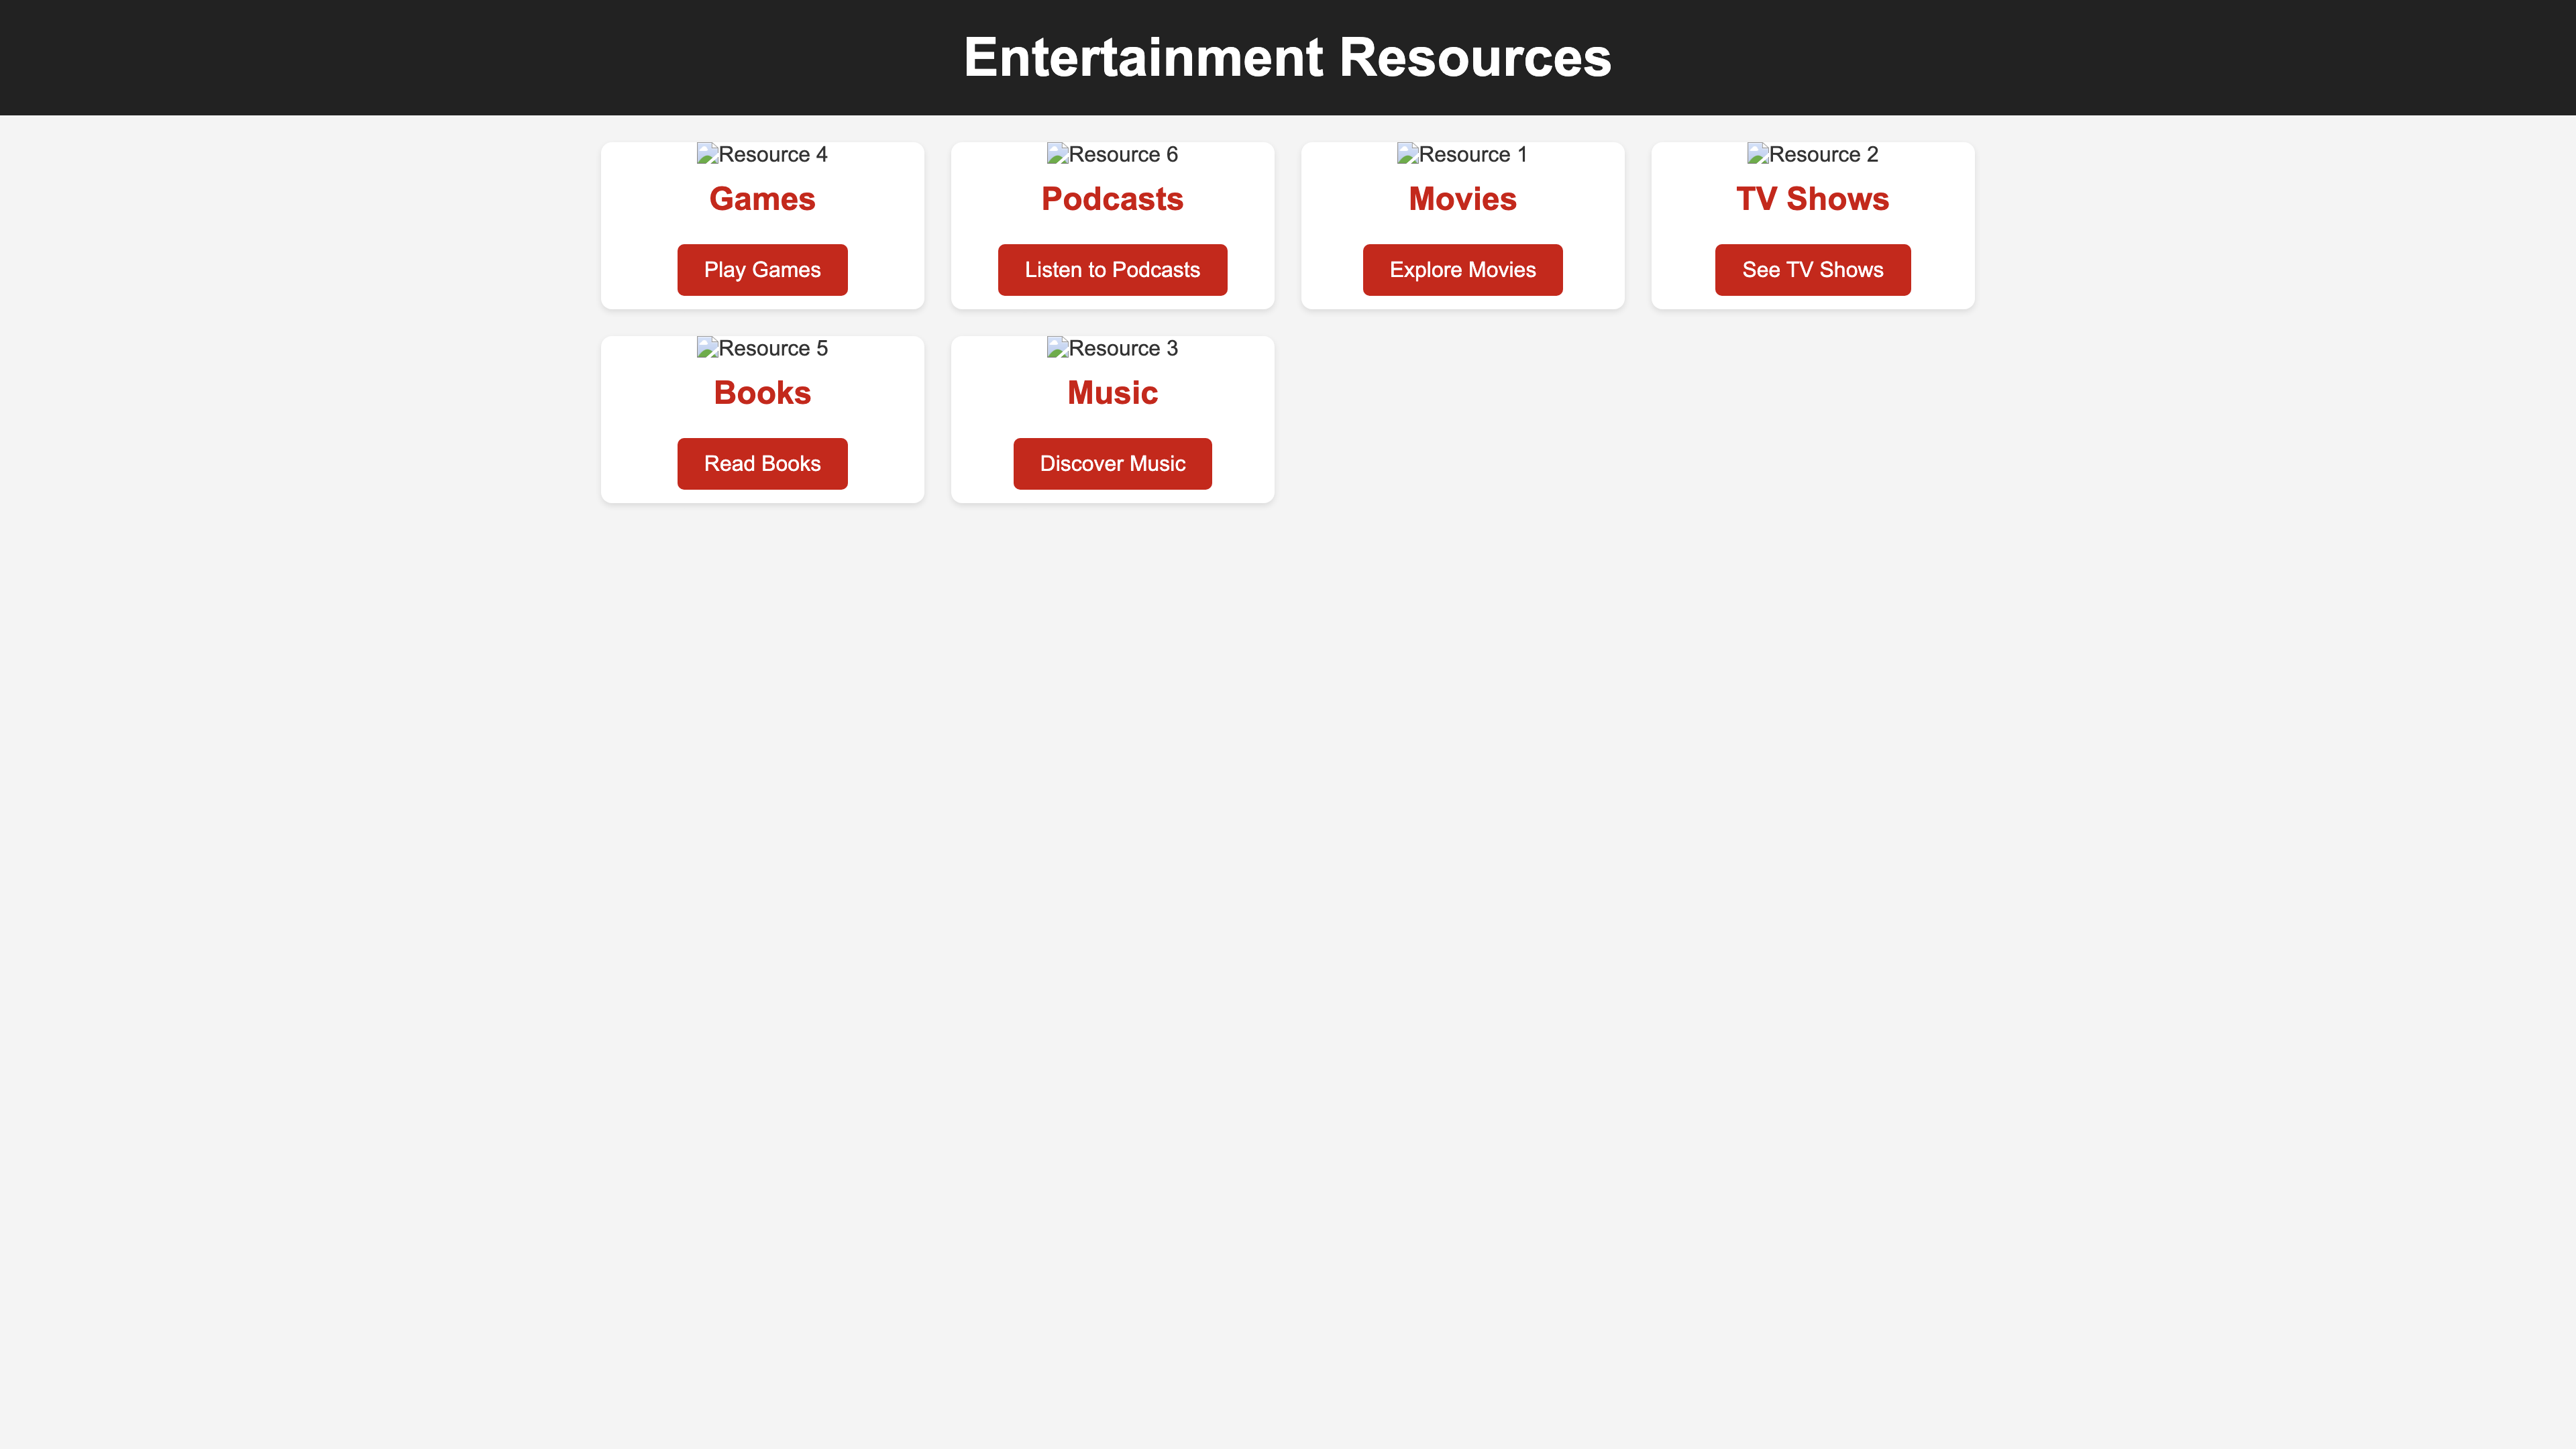 Entertainment Resources
Resource 4
Games
Play Games
Resource 6
Podcasts
Listen to Podcasts
Resource 1
Movies
Explore Movies
Resource 2
TV Shows
See TV Shows
Resource 5
Books
Read Books
Resource 3
Music
Discover Music